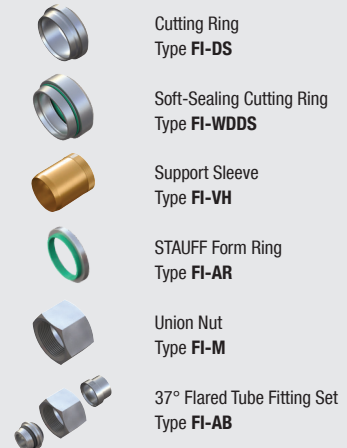 Cutting Ring
Type FI-DS
Soft-Sealing Cutting Ring
Type FI-WDDS
Support Sleeve
Type FI-VH
STAUFF Form Ring
Type FI-AR
Union Nut
Type FI-M
37° Flared Tube Fitting Set
Type FI-AB